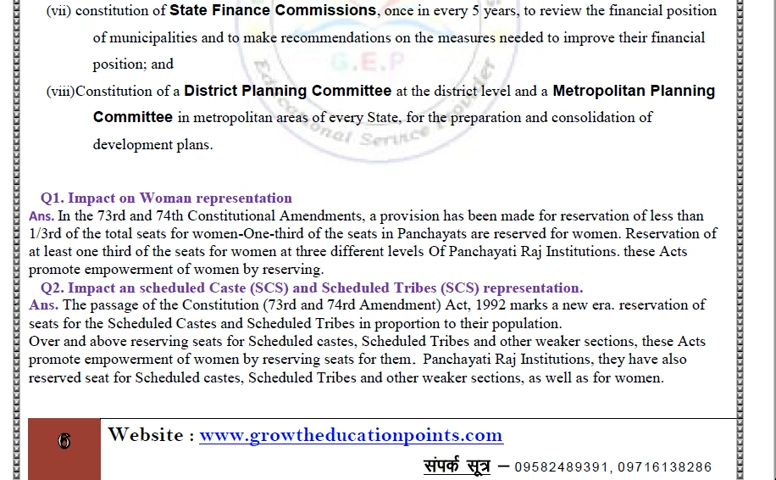 (vii) constitution of State Finance Commissions, once in every 5 years, to review the financial position
of municipalities and to make recommendations on the measures needed to improve their financial
position; and
(viii)Constitution of a District Planning Committee at the district level and a Metropolitan Planning
Committee in metropolitan areas of every State, for the preparation and consolidation of
development plans.
G.E.P
Educational Service Provider
Q1. Impact on Woman representation
Ans. In the 73rd and 74th Constitutional Amendments, a provision has been made for reservation of less than
1/3rd of the total seats for women-One-third of the seats in Panchayats are reserved for women. Reservation of
at least one third of the seats for women at three different levels Of Panchayati Raj Institutions. these Acts
promote empowerment of women by reserving.
Q2. Impact an scheduled Caste (SCS) and Scheduled Tribes (SCS) representation.
Ans. The passage of the Constitution (73rd and 74rd Amendment) Act, 1992 marks a new era. reservation of
seats for the Scheduled Castes and Scheduled Tribes in proportion to their population.
Over and above reserving seats for Scheduled castes, Scheduled Tribes and other weaker sections, these Acts
promote empowerment of women by reserving seats for them. Panchayati Raj Institutions, they have also
reserved seat for Scheduled castes, Scheduled Tribes and other weaker sections, as well as for women.
6
Website : www.growtheducationpoints.com
संपर्क सूत्र – 09582489391, 09716138286